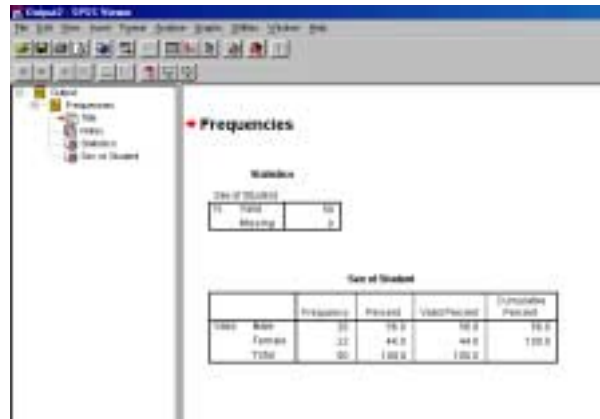 Output2 - SPSS Viewer
File Edit View Insert Format Analyze Graphs Utilities Window Help
Output
Frequencies
Title
Notes
Statistics
Sex of Student
Frequencies
Statistics
Sex of Student
N Valid 50
Missing 0
Sex of Student
Frequency Percent Valid Percent Cumulative Percent
Valid Male 56.0 56.0 56.0
Female 22 44.0 44.0 100.0
Total 50 100.0 100.0